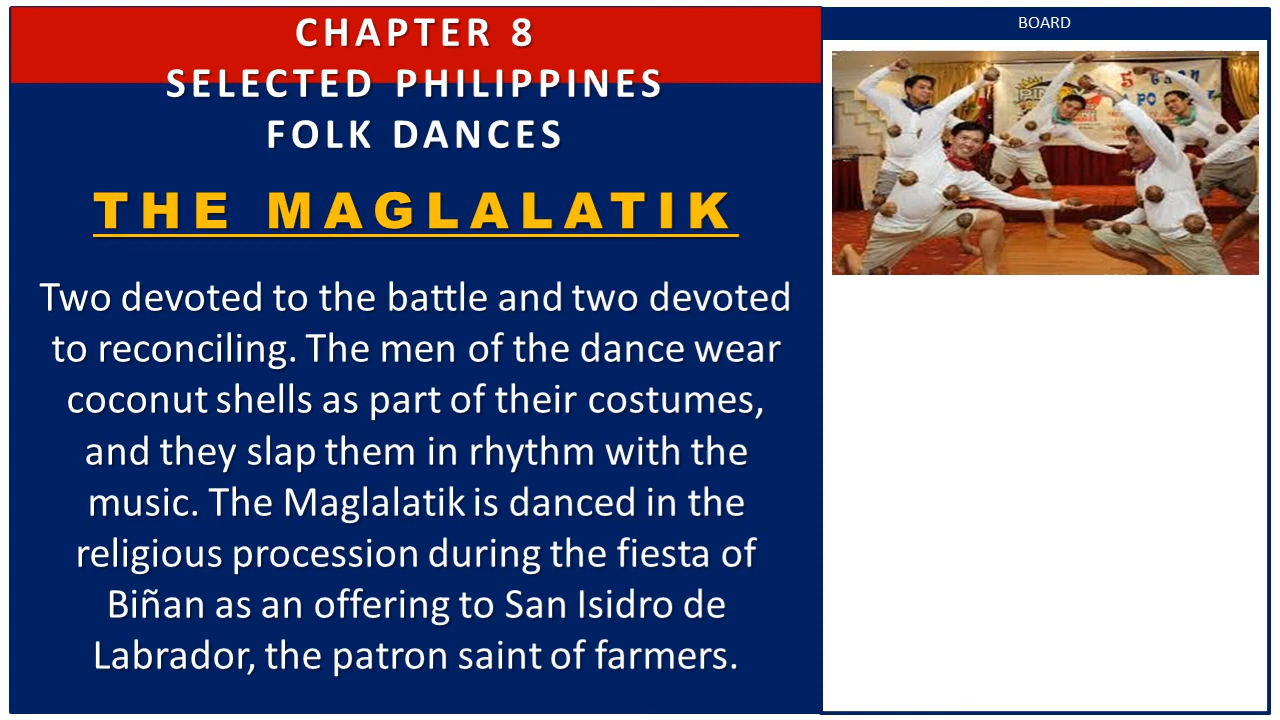 CHAPTER 8
SELECTED PHILIPPINES
FOLK DANCES
THE MAGLALATIK
Two devoted to the battle and two devoted
to reconciling. The men of the dance wear
coconut shells as part of their costumes,
and they slap them in rhythm with the
music. The Maglalatik is danced in the
religious procession during the fiesta of
Biñan as an offering to San Isidro de
Labrador, the patron saint of farmers.
BOARD